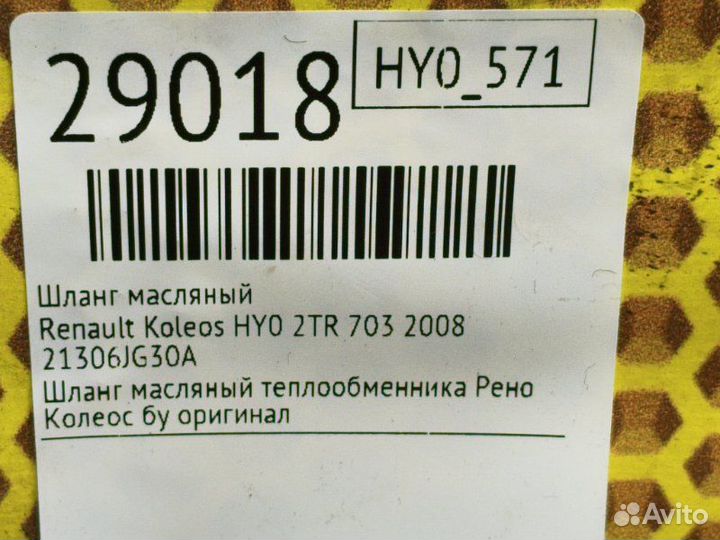 29018
HY0_571
Шланг масляный
Renault Koleos HY0 2TR 703 2008
21306JG30A
Шланг масляный теплообменника Рено
Колеос бу оригинал
Avito